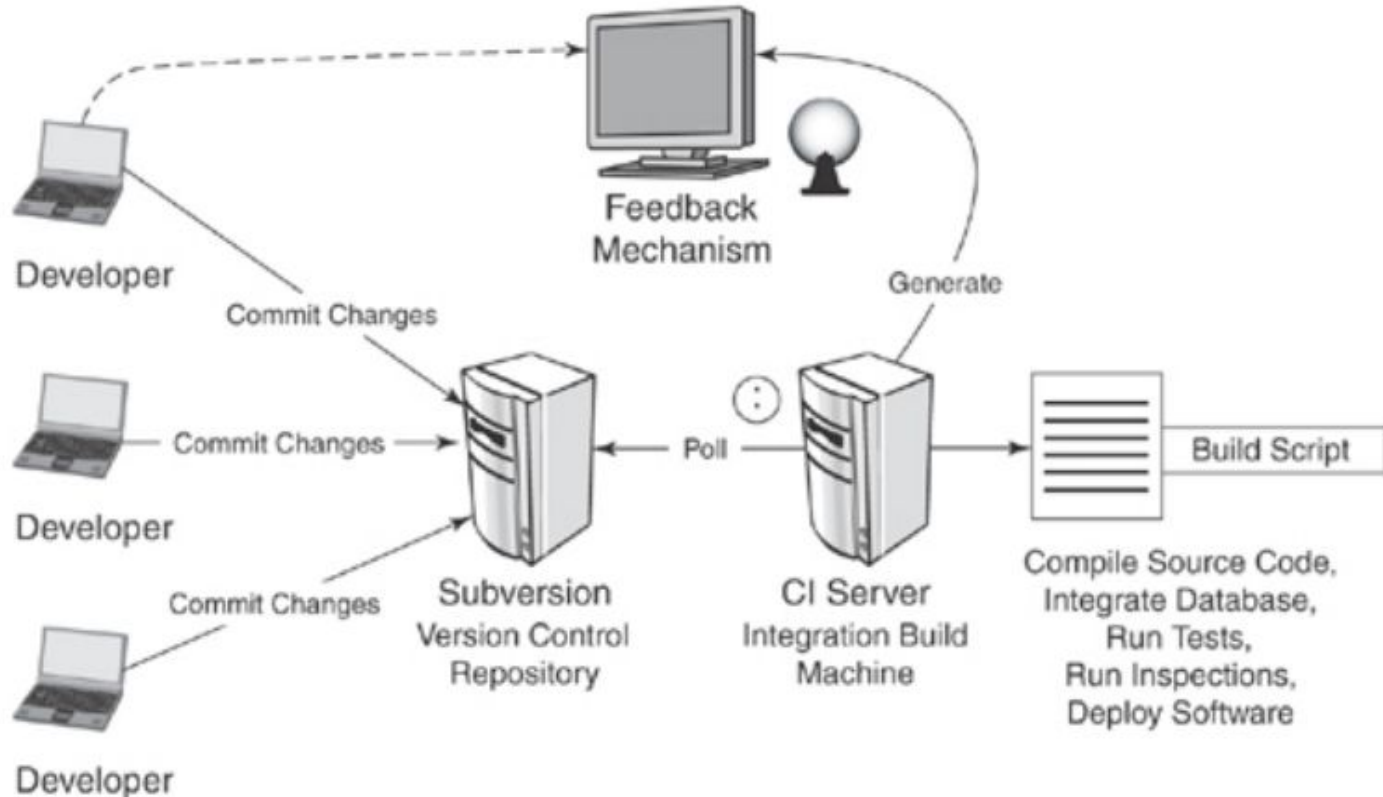 Feedback
Mechanism
Developer
Generate
Commit Changes
Commit Changes
Poll
Build Script
Developer
Commit Changes
Subversion
Version Control
Repository
CI Server
Integration Build
Machine
Compile Source Code,
Integrate Database,
Run Tests,
Run Inspections,
Deploy Software
Developer